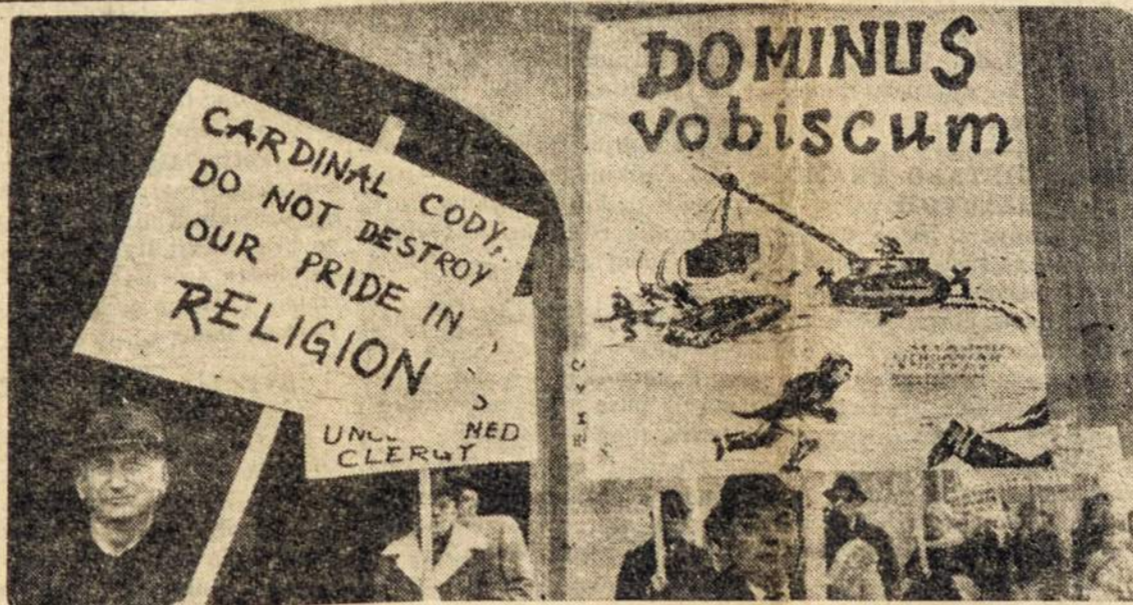 CARDINAL CODY,
DO NOT DESTROY
OUR PRIDE IN
RELIGION
CLERGY
DOMINUS
vobiscum